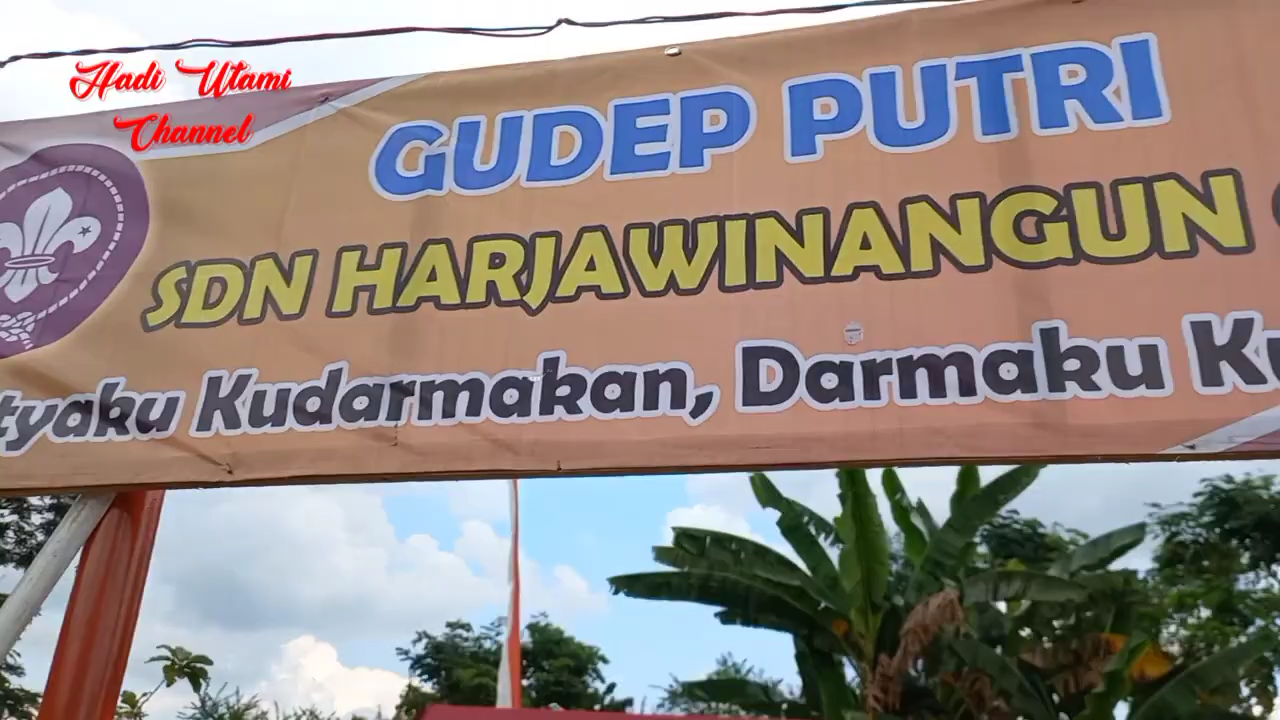 Hadi Utami
Channel
GUDEP PUTRI
SDN HARJAWINANGUN
Kudarmakan, Darmaku